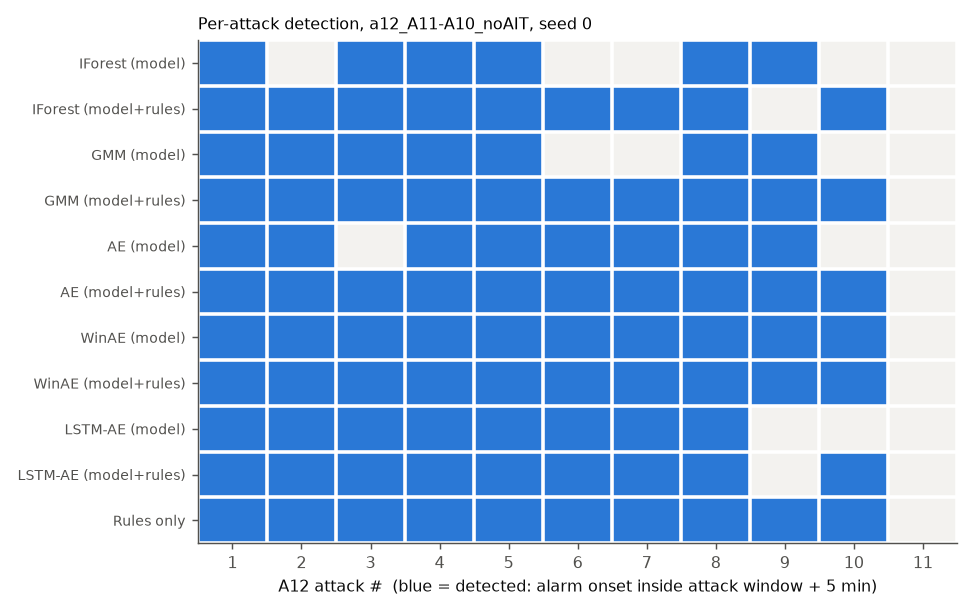 Per-attack detection, a12_A11-A10_noAIT, seed 0
IForest (model)
IForest (model+rules)
GMM (model)
GMM (model+rules)
AE (model)
AE (model+rules)
WinAE (model)
WinAE (model+rules)
LSTM-AE (model)
LSTM-AE (model+rules)
Rules only
1 2 3 4 5 6 7 8 9 10 11
A12 attack #  (blue = detected: alarm onset inside attack window + 5 min)